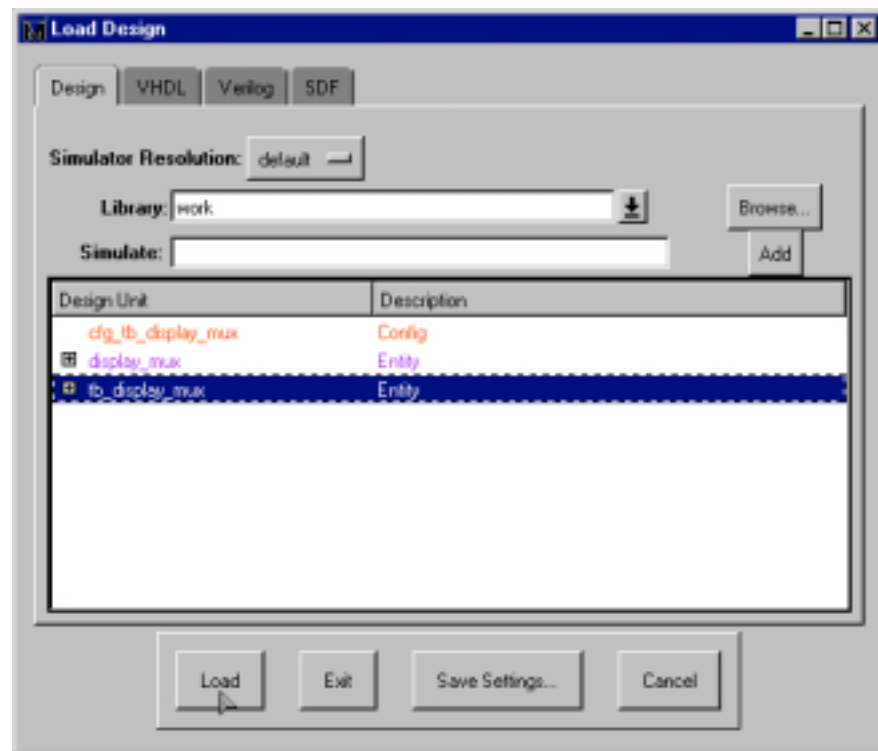 Load Design
Design VHDL Verilog SDF
Simulator Resolution: default
Library: work Browse...
Simulate: Add
Design Unit Description
cfg_tb_display_mux Config
display_mux Entity
tb_display_mux Entity
Load Exit Save Settings... Cancel